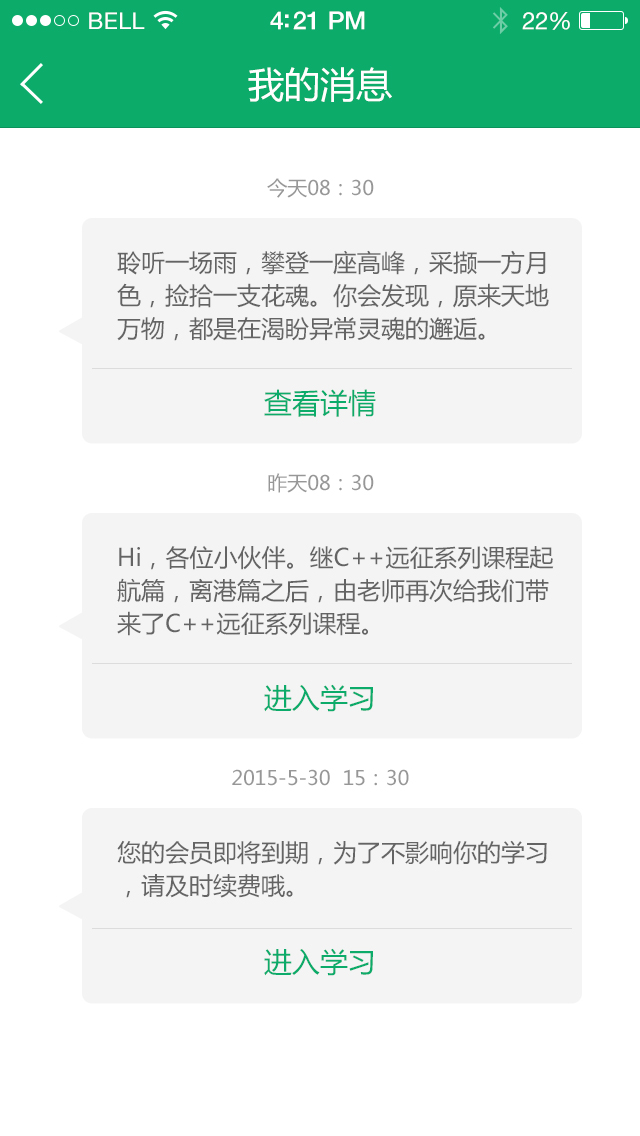 BELL 4:21 PM 22%
我的消息
今天08：30
聆听一场雨，攀登一座高峰，采撷一方月
色，捡拾一支花魂。你会发现，原来天地
万物，都是在渴盼异常灵魂的邂逅。
查看详情
昨天08：30
Hi，各位小伙伴。继C++远征系列课程起
航篇，离港篇之后，由老师再次给我们带
来了C++远征系列课程。
进入学习
2015-5-30 15：30
您的会员即将到期，为了不影响你的学习
，请及时续费哦。
进入学习